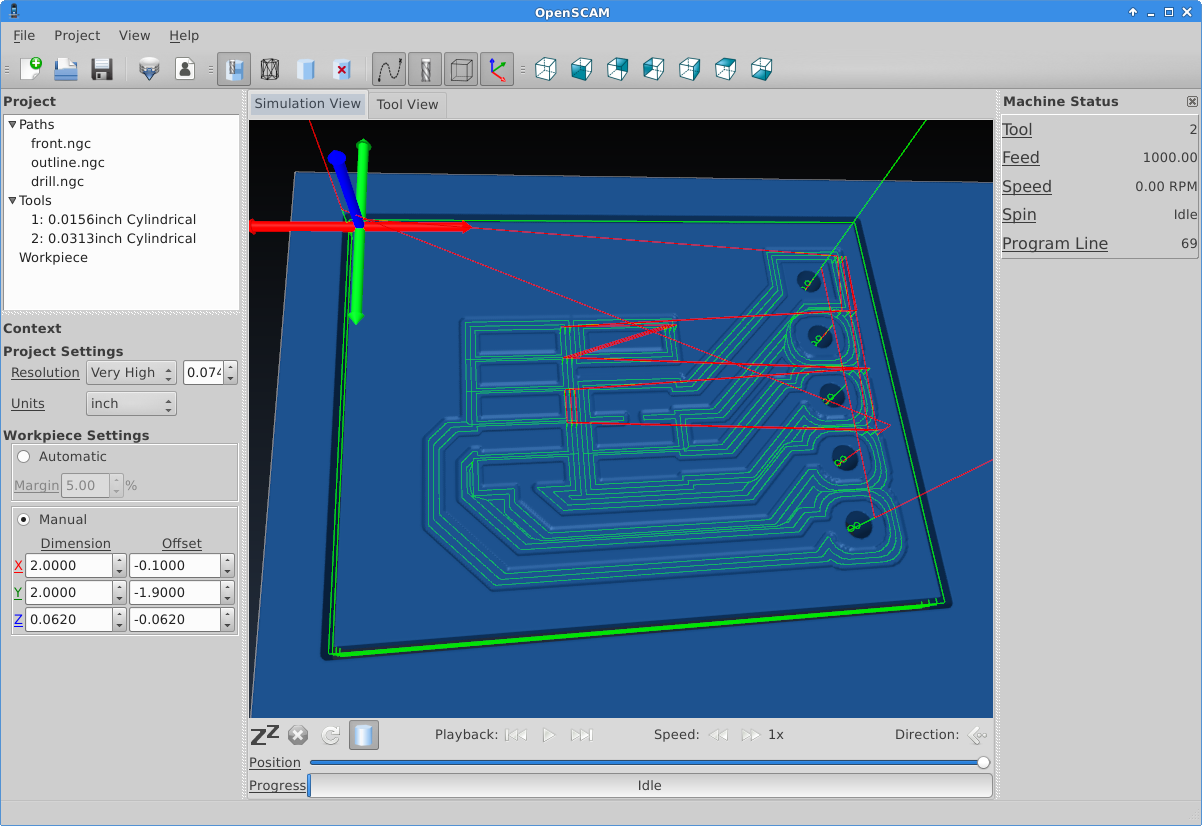 OpenSCAM
File Project View Help
Project
Simulation View Tool View
Machine Status
Paths
front.ngc
outline.ngc
drill.ngc
Tools
1: 0.0156inch Cylindrical
2: 0.0313inch Cylindrical
Workpiece
Context
Project Settings
Resolution Very High 0.074
Units inch
Workpiece Settings
Automatic
Margin 5.00 %
Manual
Dimension Offset
X 2.0000 -0.1000
Y 2.0000 -1.9000
Z 0.0620 -0.0620
Tool 2
Feed 1000.00
Speed 0.00 RPM
Spin Idle
Program Line 69
ZZ Playback: Speed: 1x Direction:
Position
Progress Idle